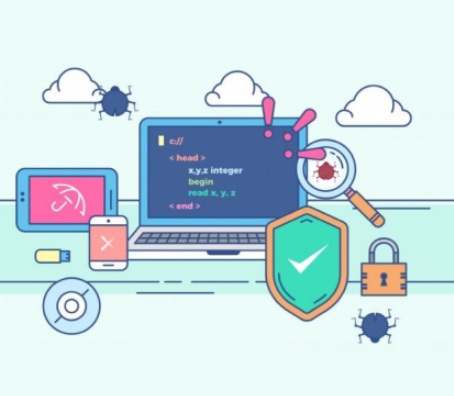 c://
< head >
x,y,z integer
begin
read x, y, z
< end >